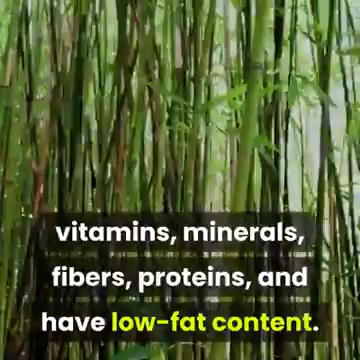 vitamins, minerals,
fibers, proteins, and
have low-fat content.